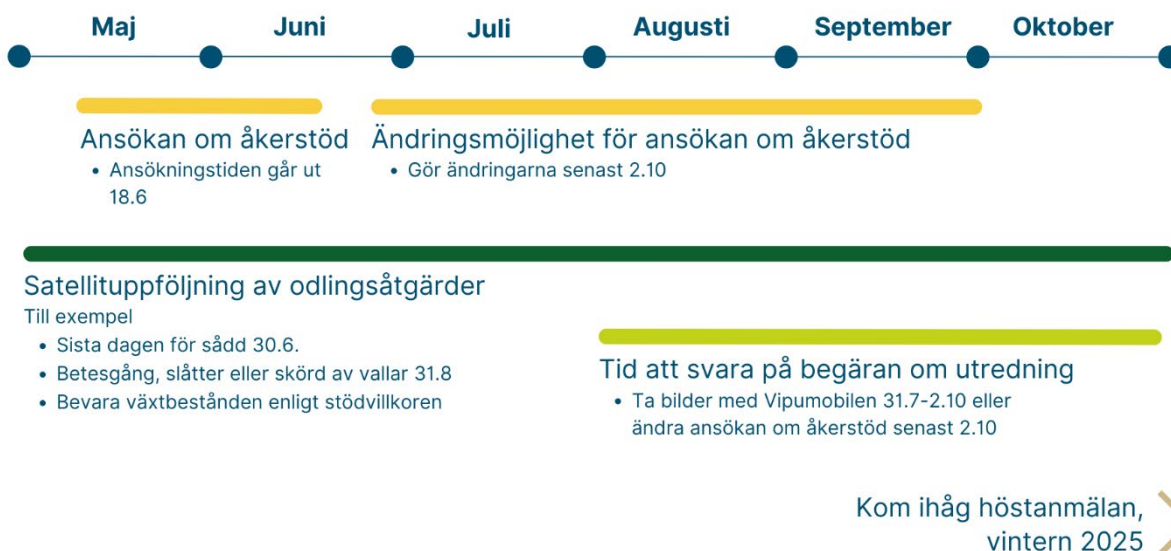 Maj Juni Juli Augusti September Oktober
Ansökan om åkerstöd
• Ansökningstiden går ut
18.6
Ändringsmöjlighet för ansökan om åkerstöd
• Gör ändringarna senast 2.10
Satellituppföljning av odlingsåtgärder
Till exempel
• Sista dagen för sådd 30.6.
• Betesgång, slåtter eller skörd av vallar 31.8
• Bevara växtbestånden enligt stödvillkoren
Tid att svara på begäran om utredning
• Ta bilder med Vipumobilen 31.7-2.10 eller
ändra ansökan om åkerstöd senast 2.10
Kom ihåg höstanmälan,
vintern 2025